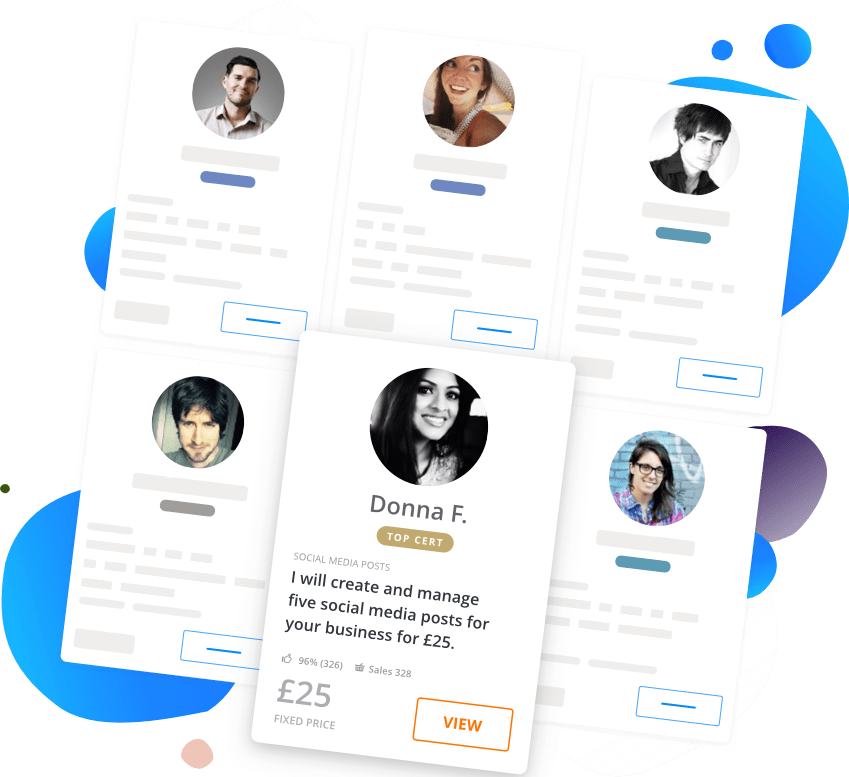 Donna F.
TOP CERT
SOCIAL MEDIA POSTS
I will create and manage
five social media posts for
your business for £25.
96% (326) Sales 328
£25
FIXED PRICE
VIEW